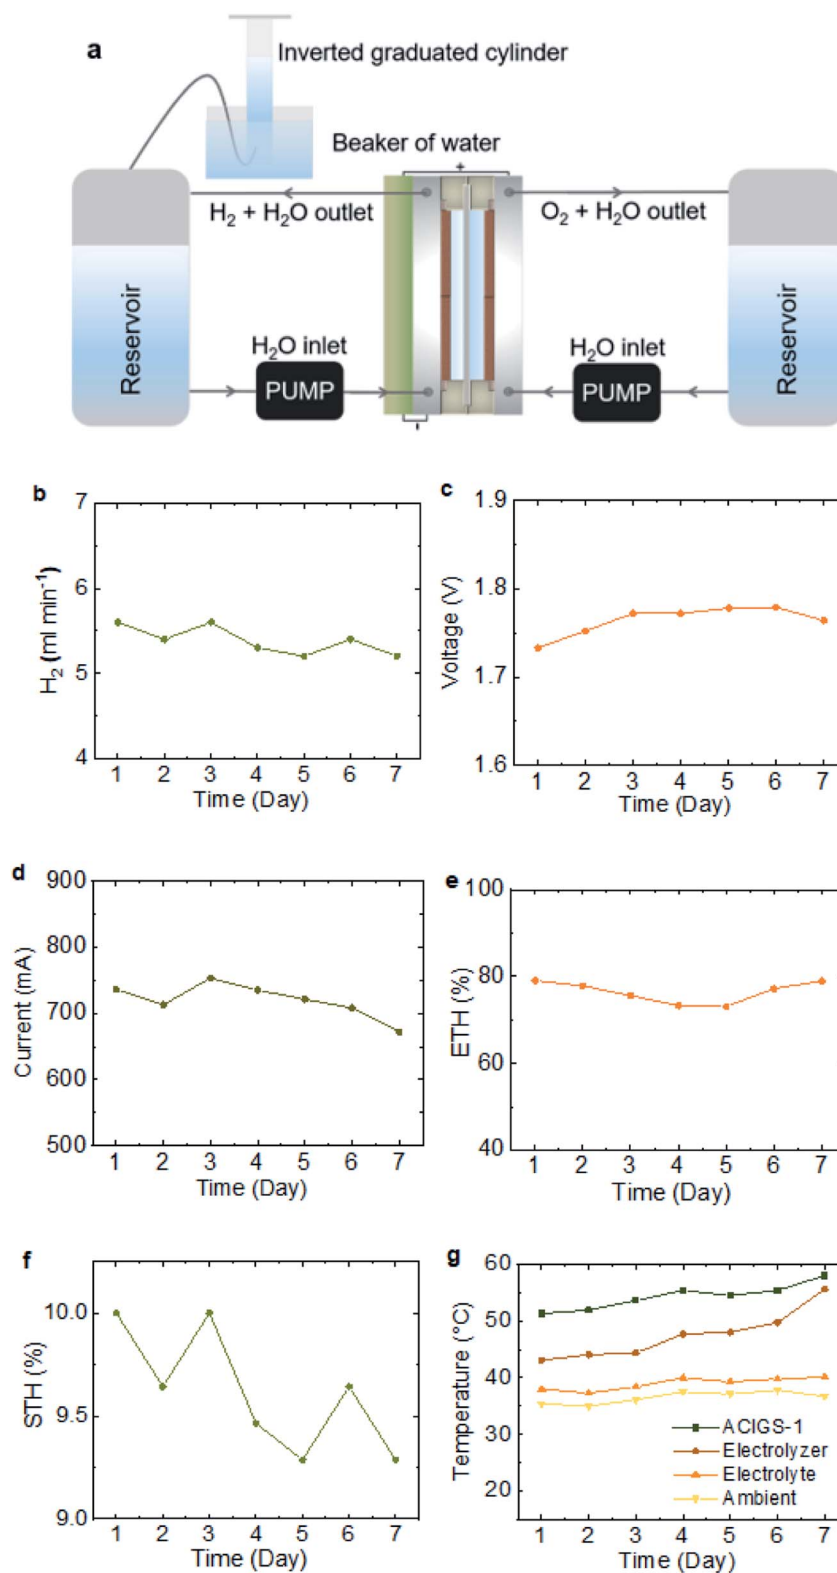 a
Inverted graduated cylinder
Beaker of water
+
H₂ + H₂O outlet
O₂ + H₂O outlet
Reservoir
Reservoir
H₂O inlet
H₂O inlet
PUMP
PUMP
-
b
7
6
5
4
H₂ (ml min⁻¹)
1 2 3 4 5 6 7
Time (Day)
c
1.9
1.8
1.7
1.6
Voltage (V)
1 2 3 4 5 6 7
Time (Day)
d
900
800
700
600
500
Current (mA)
1 2 3 4 5 6 7
Time (Day)
e
100
80
60
40
ETH (%)
1 2 3 4 5 6 7
Time (Day)
f
10.0
9.5
9.0
STH (%)
1 2 3 4 5 6 7
Time (Day)
g
60
50
40
30
20
Temperature (°C)
ACIGS-1
Electrolyzer
Electrolyte
Ambient
1 2 3 4 5 6 7
Time (Day)